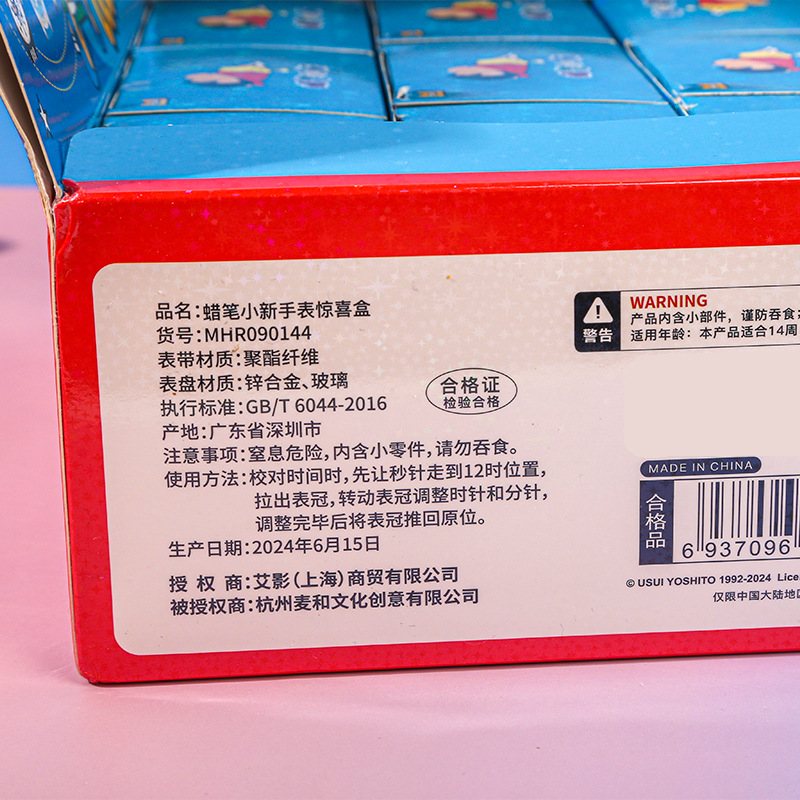 品名：蜡笔小新手表惊喜盒
货号：MHR090144
表带材质：聚酯纤维
表盘材质：锌合金、玻璃
执行标准：GB/T 6044-2016
产地：广东省深圳市
注意事项：窒息危险，内含小零件，请勿吞食。
使用方法：校对时间时，先让秒针走到12时位置，
拉出表冠，转动表冠调整时针和分针，
调整完毕后将表冠推回原位。
生产日期：2024年6月15日
授 权 商：艾影（上海）商贸有限公司
被授权商：杭州麦和文化创意有限公司
合格证
检验合格
警告
WARNING
产品内含小部件，谨防吞食；
适用年龄：本产品适合14周
MADE IN CHINA
合格品
6 937096
© USUI YOSHITO 1992-2024 Lice
仅限中国大陆地区